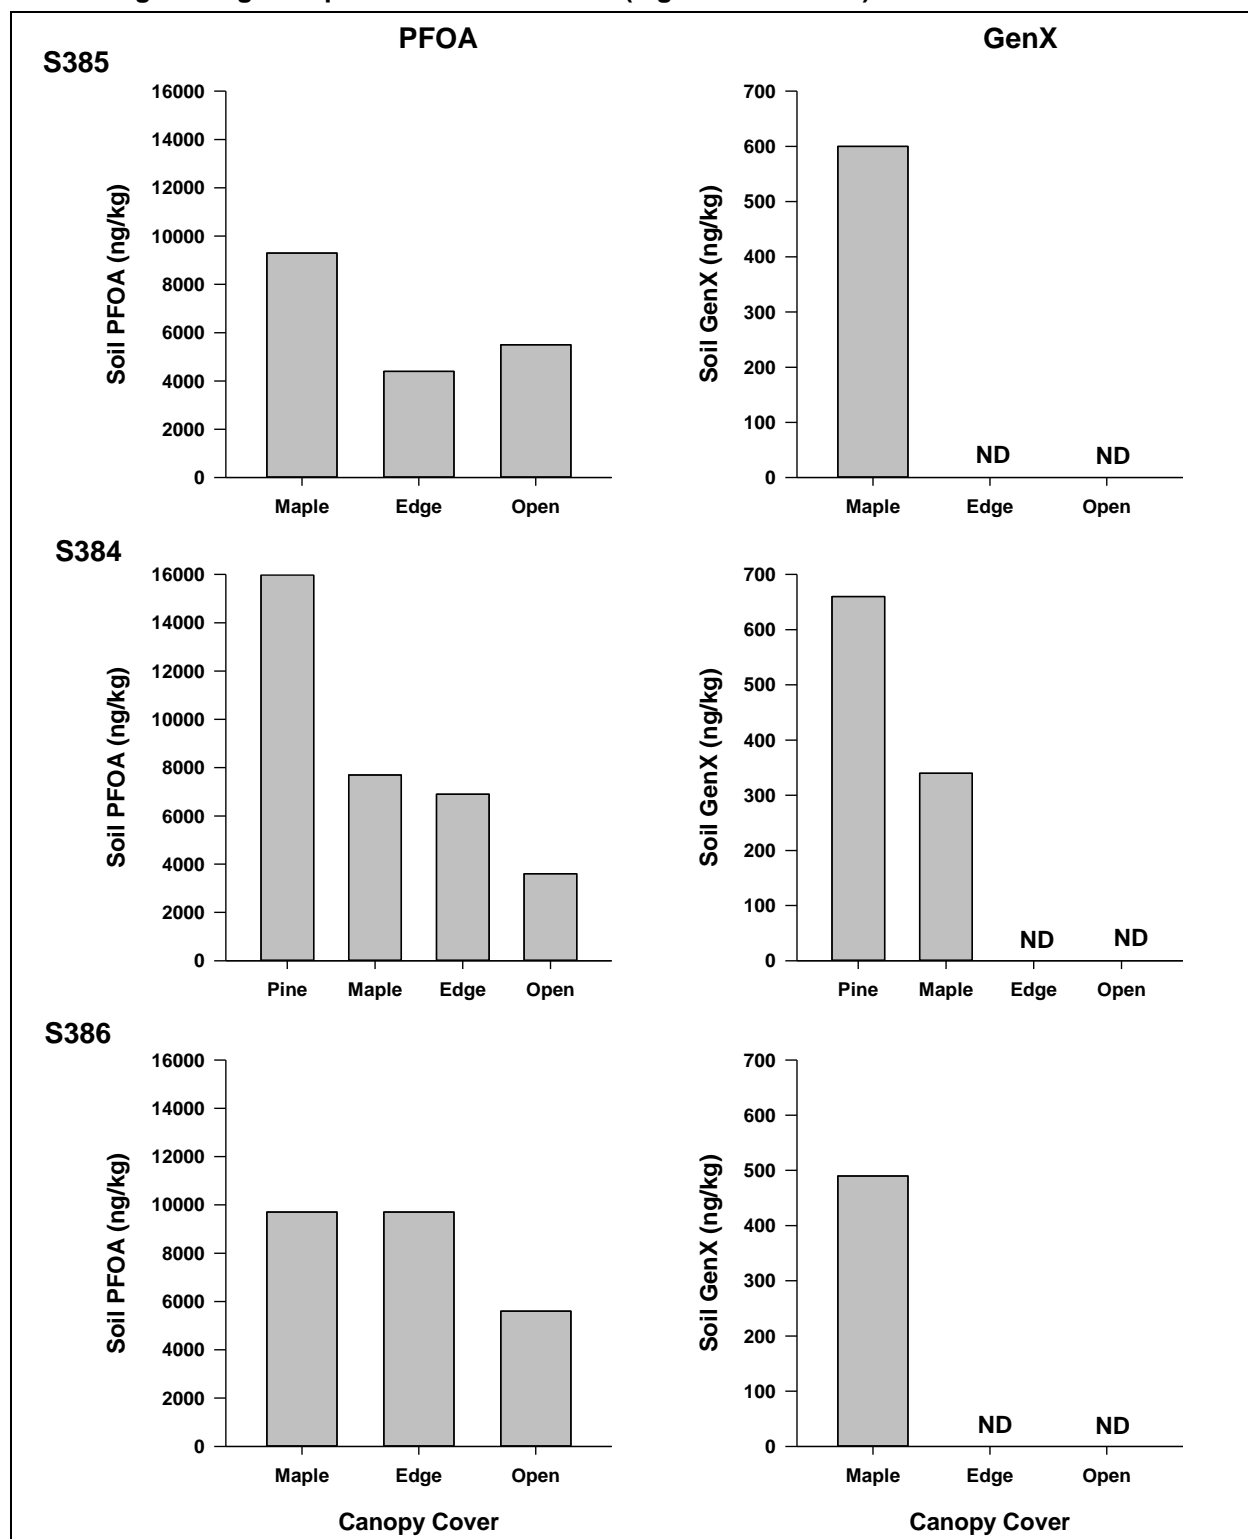 PFOA
GenX
S385
16000
14000
12000
10000
8000
6000
4000
2000
0
Soil PFOA (ng/kg)
Maple Edge Open
700
600
500
400
300
200
100
0
Soil GenX (ng/kg)
ND ND
Maple Edge Open
S384
16000
14000
12000
10000
8000
6000
4000
2000
0
Soil PFOA (ng/kg)
Pine Maple Edge Open
700
600
500
400
300
200
100
0
Soil GenX (ng/kg)
ND ND
Pine Maple Edge Open
S386
16000
14000
12000
10000
8000
6000
4000
2000
0
Soil PFOA (ng/kg)
Maple Edge Open
Canopy Cover
700
600
500
400
300
200
100
0
Soil GenX (ng/kg)
ND ND
Maple Edge Open
Canopy Cover